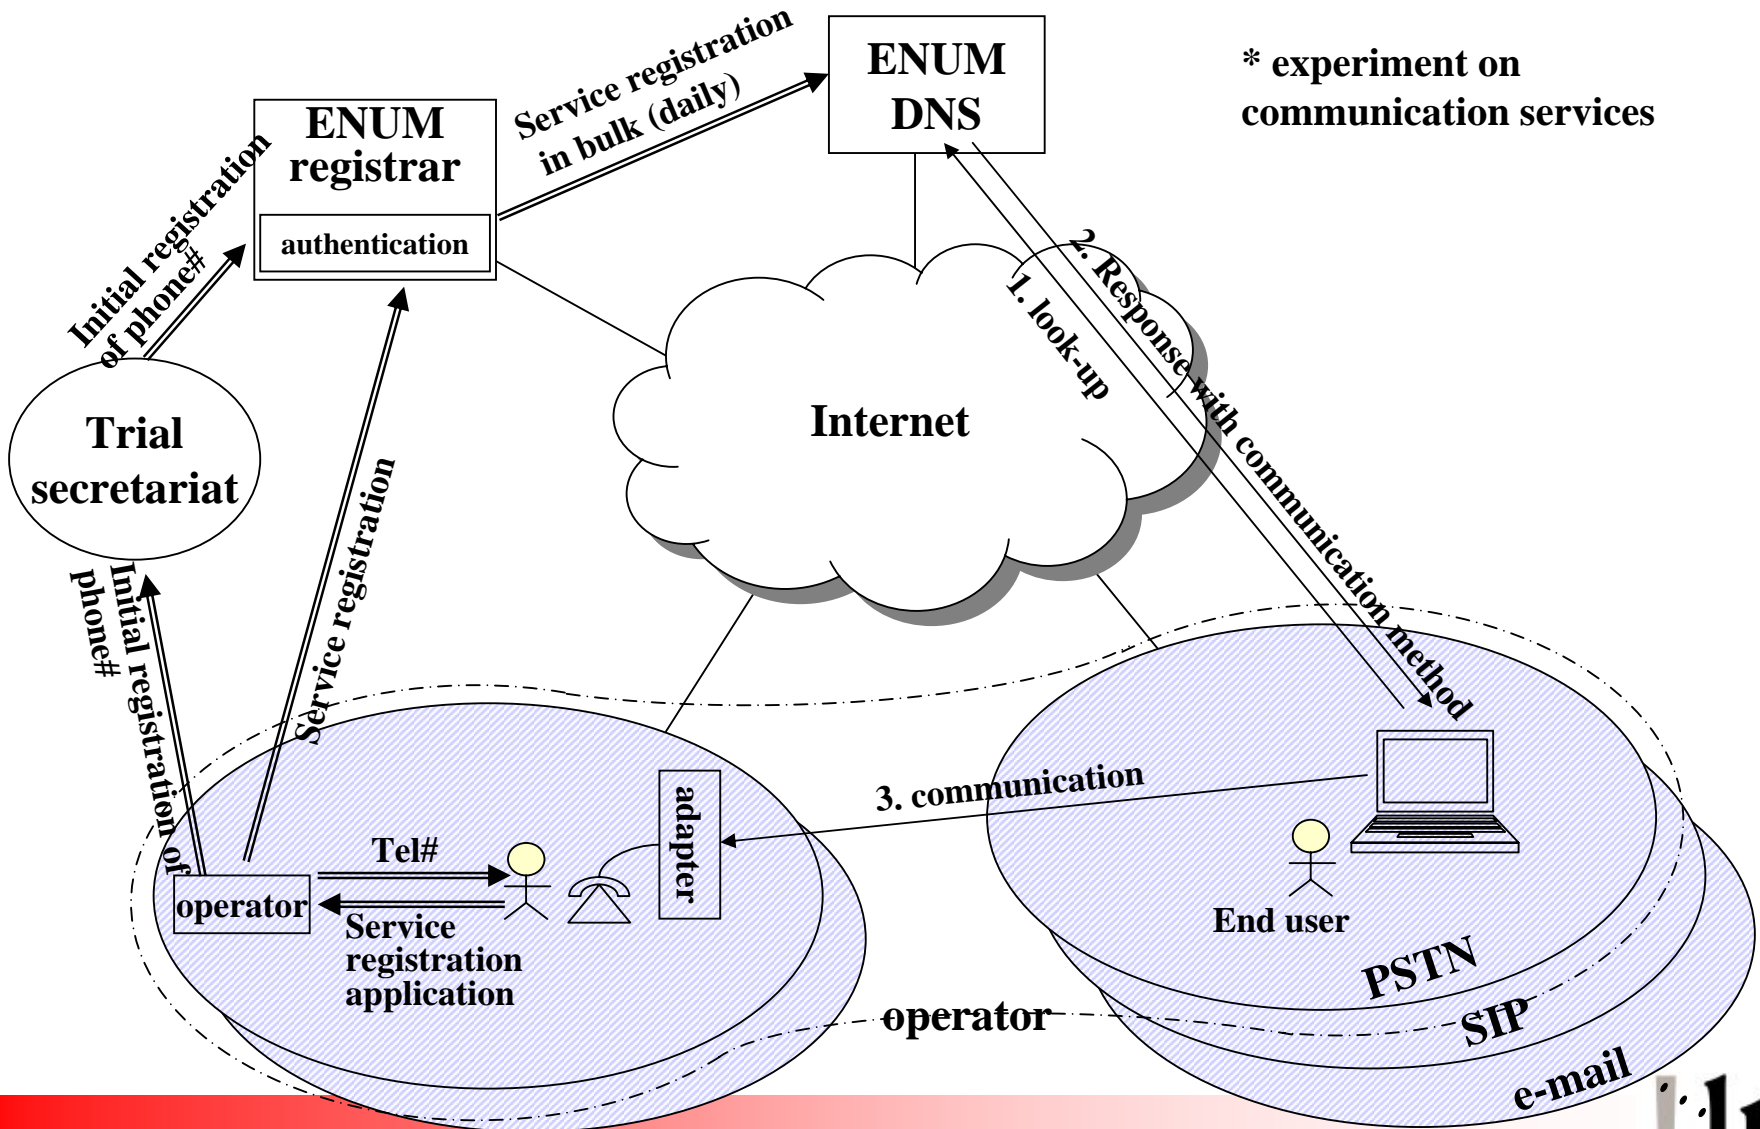 ENUM
DNS
* experiment on
communication services
Service registration
in bulk (daily)
ENUM
registrar
authentication
Initial registration
of phone#
Trial
secretariat
Internet
1. look-up
2. Response with communication method
Service registration
Initial registration of
phone#
3. communication
adapter
Tel#
operator
Service
registration
application
End user
PSTN
SIP
e-mail
operator